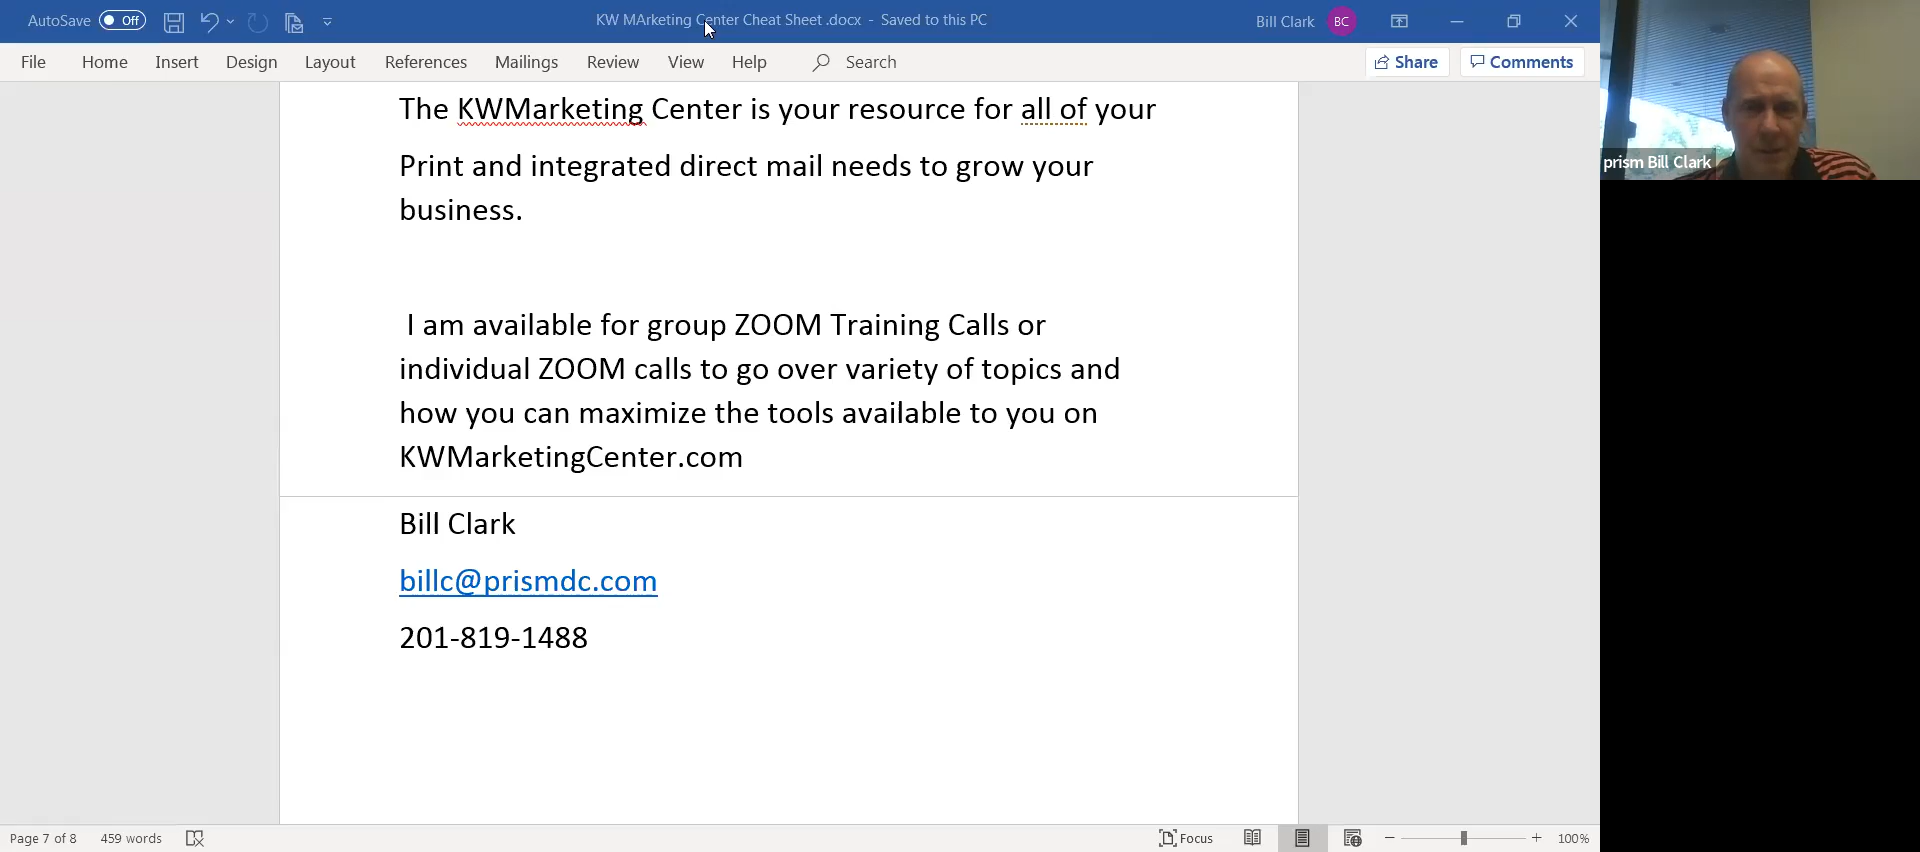 AutoSave Off KW MArketing Center Cheat Sheet .docx - Saved to this PC Bill Clark BC
File Home Insert Design Layout References Mailings Review View Help Search Share Comments
The KWMarketing Center is your resource for all of your
Print and integrated direct mail needs to grow your
business.
I am available for group ZOOM Training Calls or
individual ZOOM calls to go over variety of topics and
how you can maximize the tools available to you on
KWMarketingCenter.com
Bill Clark
billc@prismdc.com
201-819-1488
prism Bill Clark
Page 7 of 8 459 words Focus 100%